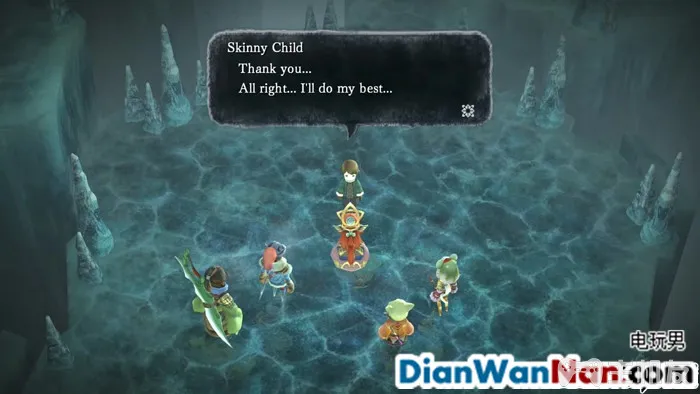 Skinny Child
Thank you...
All right... I'll do my best...
电玩男
DianWanNan.com